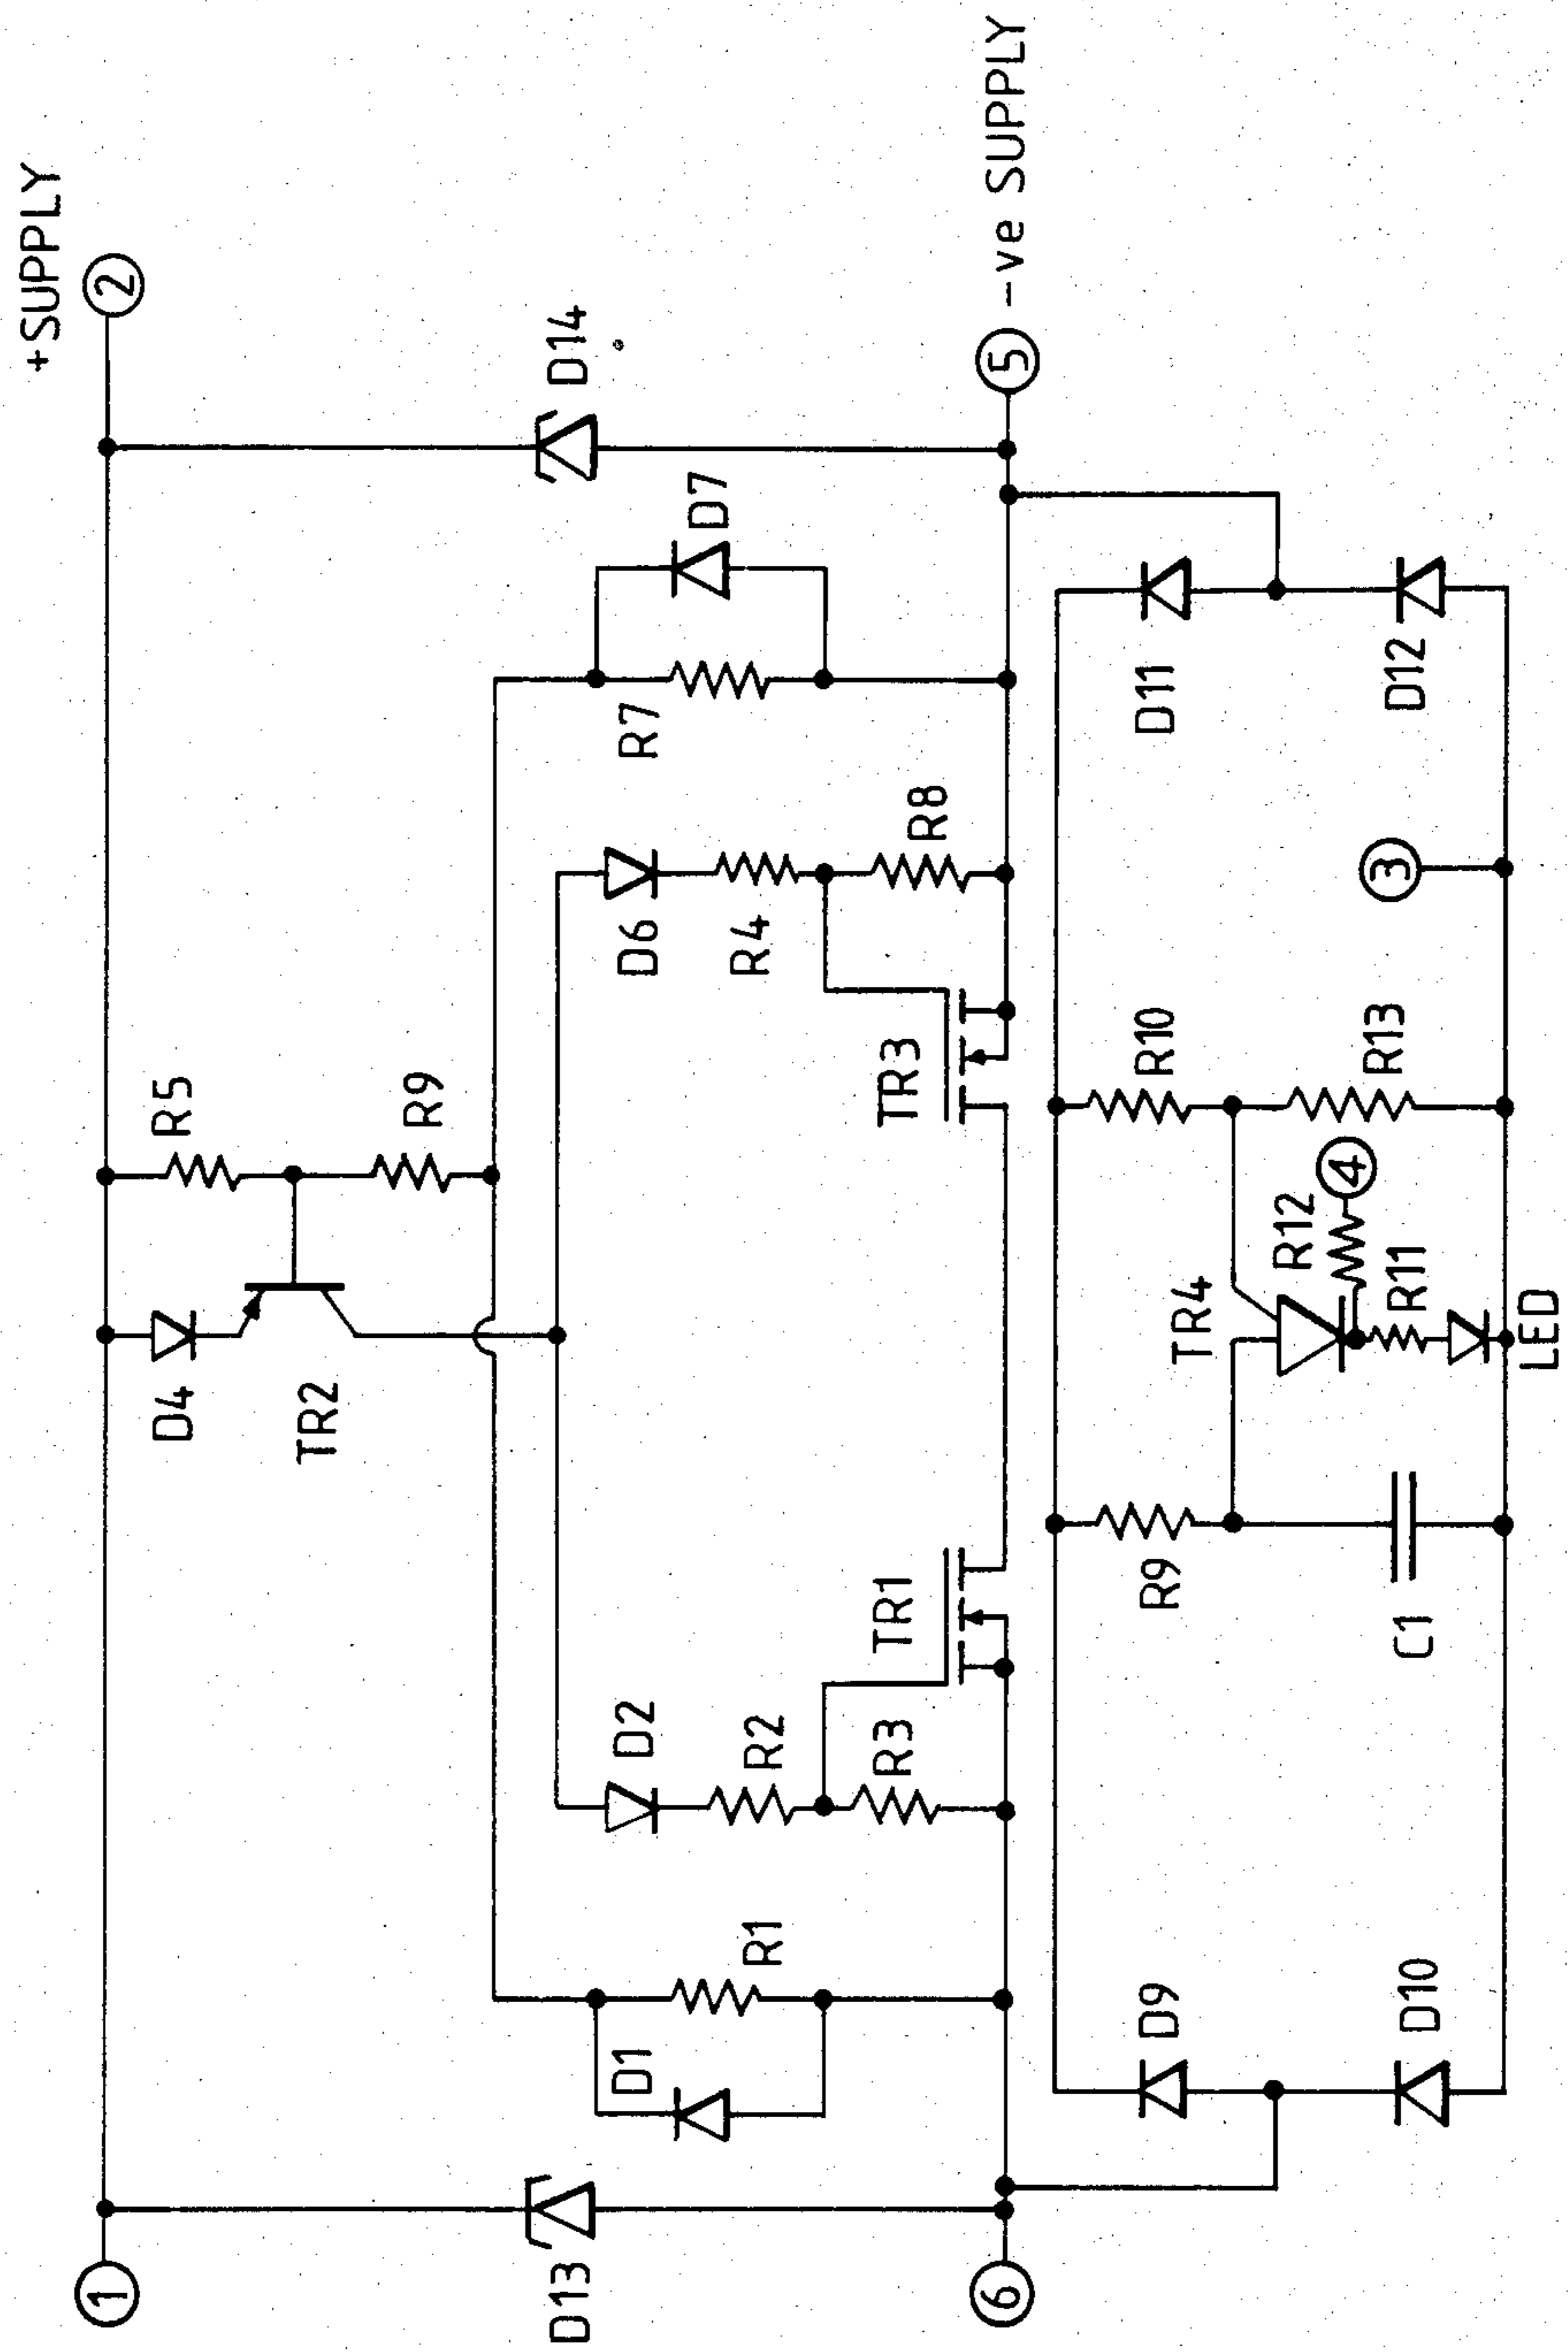 +SUPPLY
2
1
D14
D13
R5
D4
TR2
R9
D7
R7
D6
R4
R8
TR3
D2
R2
R3
TR1
D1
R1
5 -ve SUPPLY
6
D11
D12
R10
R13
3
4
R12
R11
TR4
LED
R9
C1
D9
D10